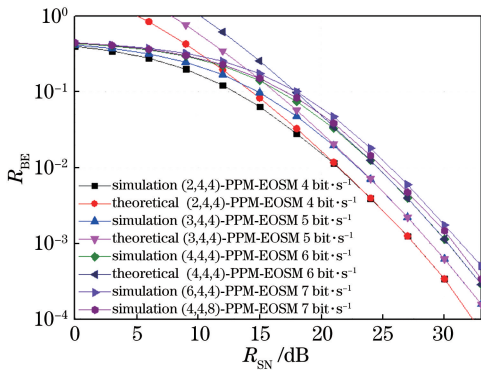 10⁰
10⁻¹
10⁻²
10⁻³
10⁻⁴
R_BE
simulation (2,4,4)-PPM-EOSM 4 bit·s⁻¹
theoretical (2,4,4)-PPM-EOSM 4 bit·s⁻¹
simulation (3,4,4)-PPM-EOSM 5 bit·s⁻¹
theoretical (3,4,4)-PPM-EOSM 5 bit·s⁻¹
simulation (4,4,4)-PPM-EOSM 6 bit·s⁻¹
theoretical (4,4,4)-PPM-EOSM 6 bit·s⁻¹
simulation (6,4,4)-PPM-EOSM 7 bit·s⁻¹
simulation (4,4,8)-PPM-EOSM 7 bit·s⁻¹
0 5 10 15 20 25 30
R_SN /dB